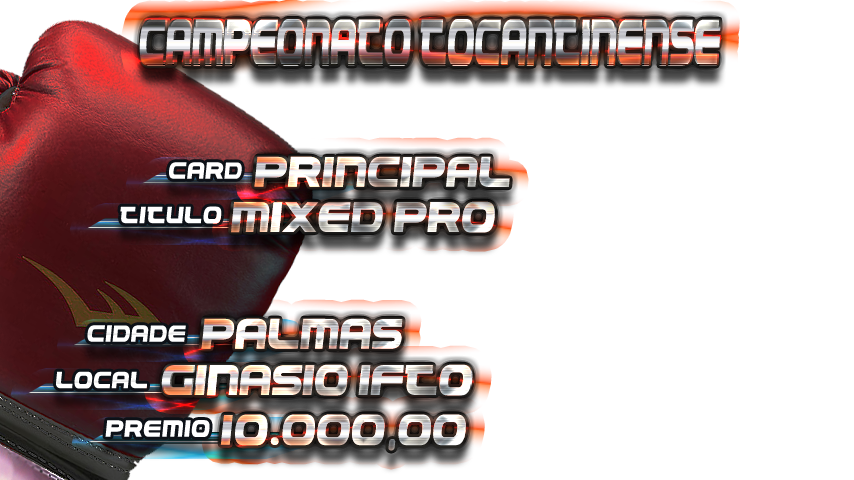 CAMPEONATO TOCANTINENSE
CARD PRINCIPAL
TITULO MIXED PRO
CIDADE PALMAS
LOCAL GINASIO IFTO
PREMIO 10.000,00